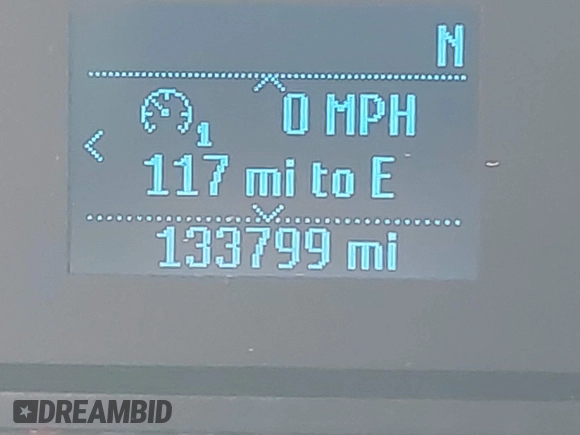 N
0 MPH
1
117 mi to E
133799 mi
DREAMBID